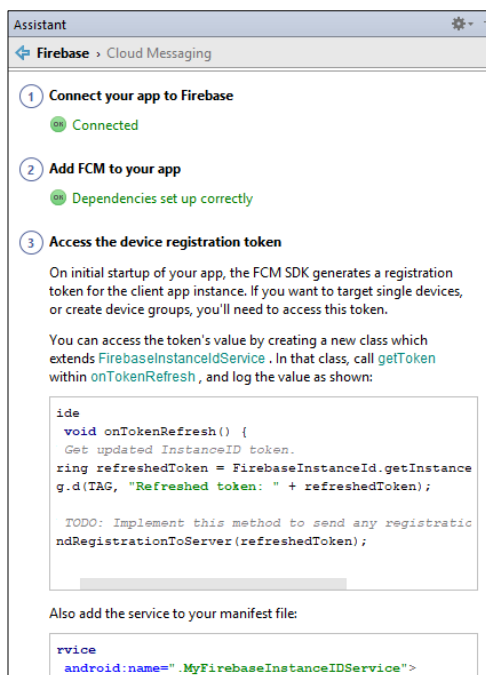 Assistant
Firebase › Cloud Messaging
1 Connect your app to Firebase
OK Connected
2 Add FCM to your app
OK Dependencies set up correctly
3 Access the device registration token
On initial startup of your app, the FCM SDK generates a registration
token for the client app instance. If you want to target single devices,
or create device groups, you'll need to access this token.
You can access the token's value by creating a new class which
extends FirebaseInstanceIdService . In that class, call getToken
within onTokenRefresh , and log the value as shown:
ide
void onTokenRefresh() {
Get updated InstanceID token.
ring refreshedToken = FirebaseInstanceId.getInstance
g.d(TAG, "Refreshed token: " + refreshedToken);
TODO: Implement this method to send any registratic
ndRegistrationToServer(refreshedToken);
Also add the service to your manifest file:
rvice
android:name=".MyFirebaseInstanceIDService">